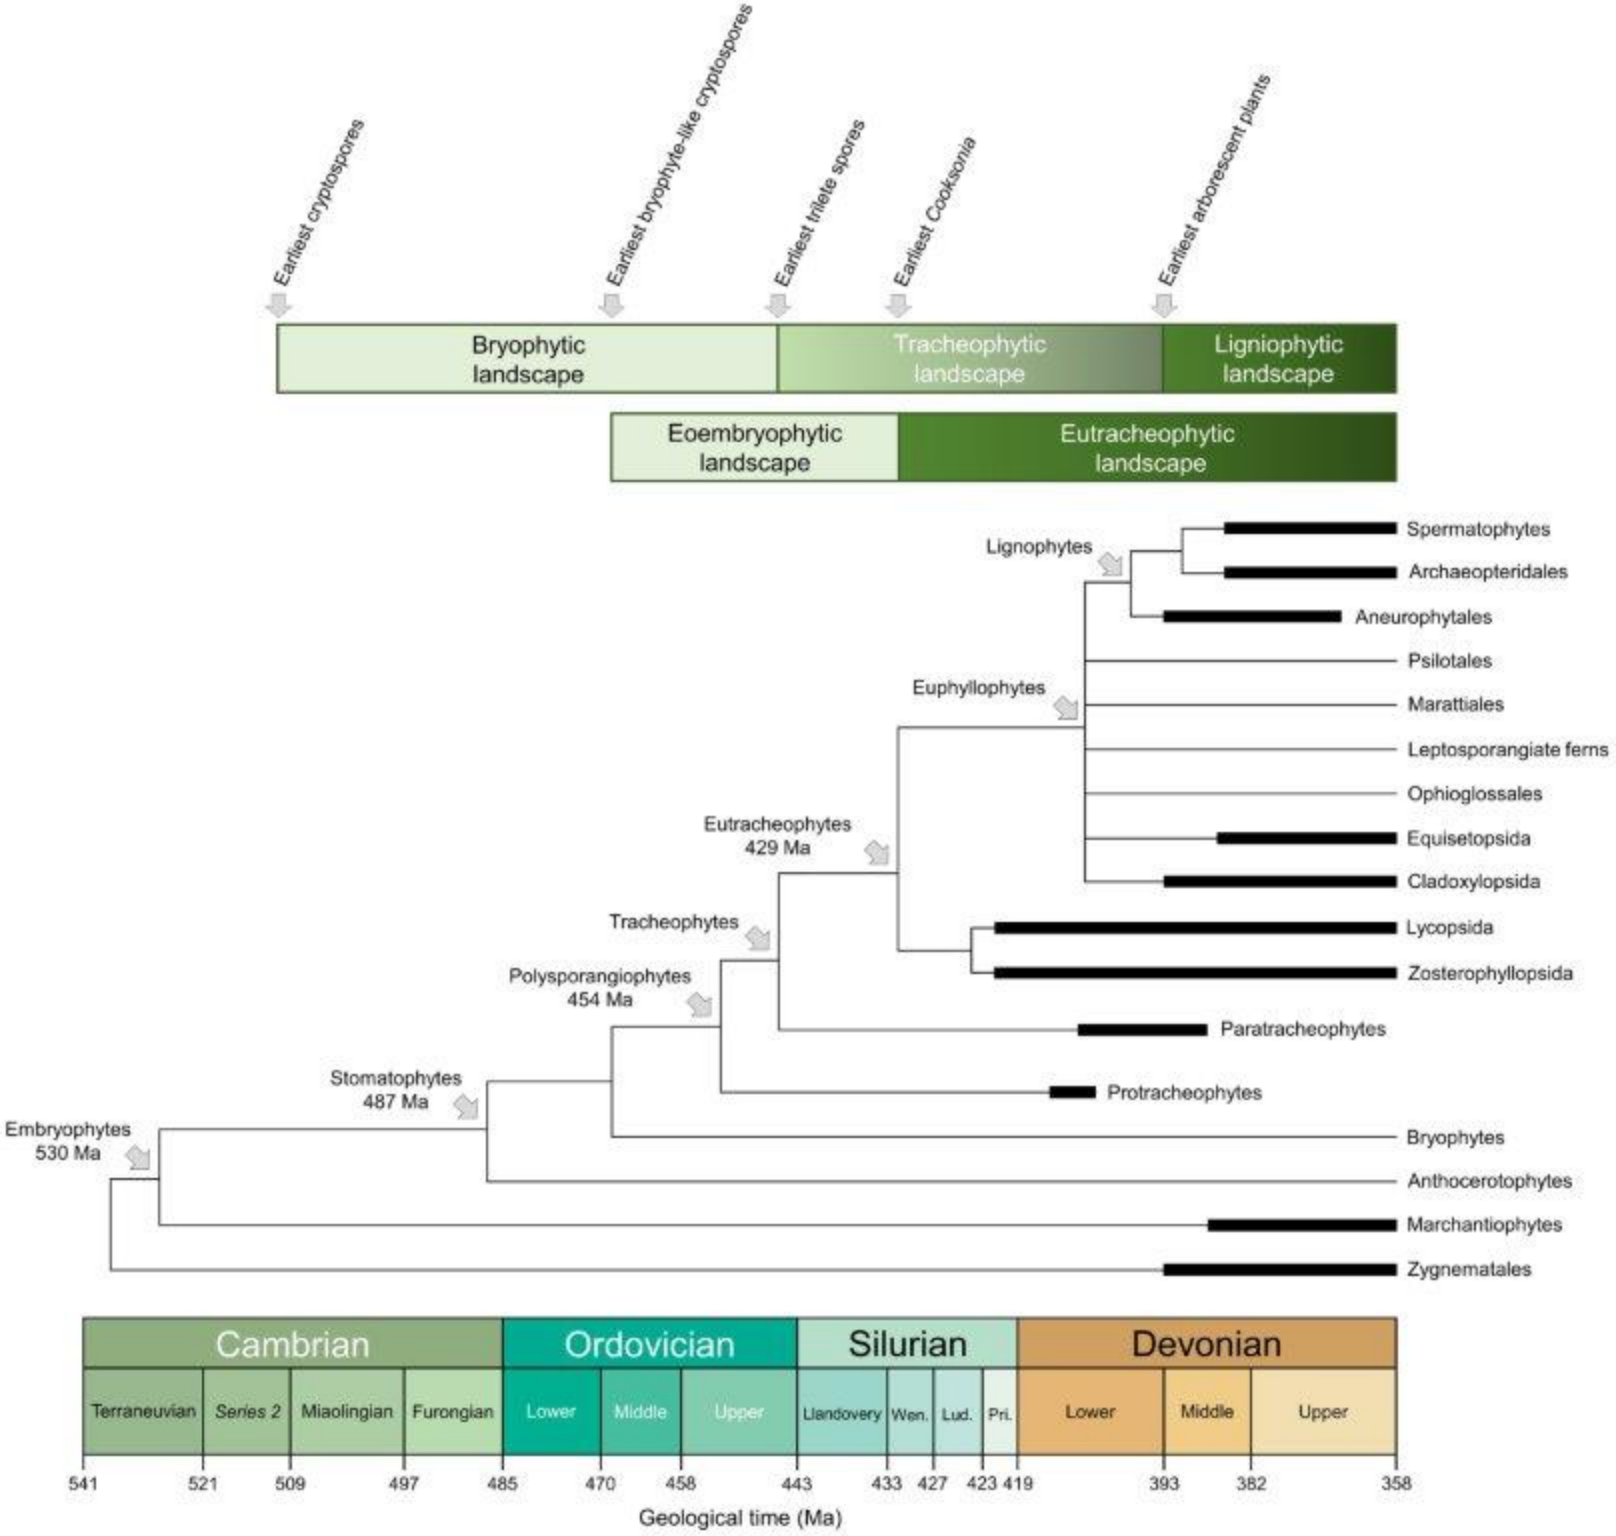 Earliest cryptospores
Earliest bryophyte-like cryptospores
Earliest trilete spores
Earliest Cooksonia
Earliest arborescent plants
Bryophytic
landscape
Tracheophytic
landscape
Ligniophytic
landscape
Eoembryophytic
landscape
Eutracheophytic
landscape
Spermatophytes
Lignophytes
Archaeopteridales
Aneurophytales
Psilotales
Euphyllophytes
Marattiales
Leptosporangiate ferns
Ophioglossales
Eutracheophytes
429 Ma
Equisetopsida
Cladoxylopsida
Tracheophytes
Lycopsida
Polysporangiophytes
454 Ma
Zosterophyllopsida
Paratracheophytes
Stomatophytes
487 Ma
Protracheophytes
Embryophytes
530 Ma
Bryophytes
Anthocerotophytes
Marchantiophytes
Zygnematales
Cambrian Ordovician Silurian Devonian
Terraneuvian Series 2 Miaolingian Furongian Lower Middle Upper Llandovery Wen. Lud. Pri. Lower Middle Upper
541 521 509 497 485 470 458 443 433 427 423 419 393 382 358
Geological time (Ma)